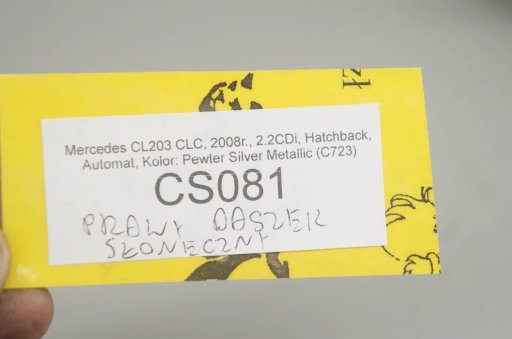 Mercedes CL203 CLC, 2008r., 2.2CDi, Hatchback,
Automat, Kolor: Pewter Silver Metallic (C723)
CS081
PRAWY DASZEK
SŁONECZNY